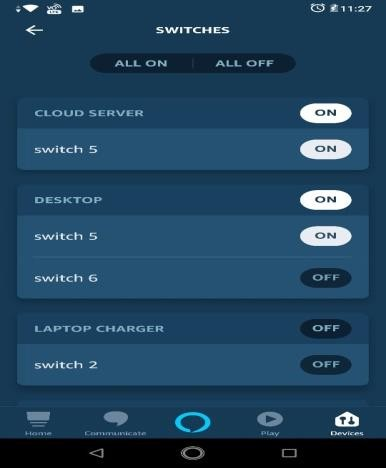 11:27
SWITCHES
ALL ON ALL OFF
CLOUD SERVER ON
switch 5 ON
DESKTOP ON
switch 5 ON
switch 6 OFF
LAPTOP CHARGER OFF
switch 2 OFF
Home Communicate Play Devices